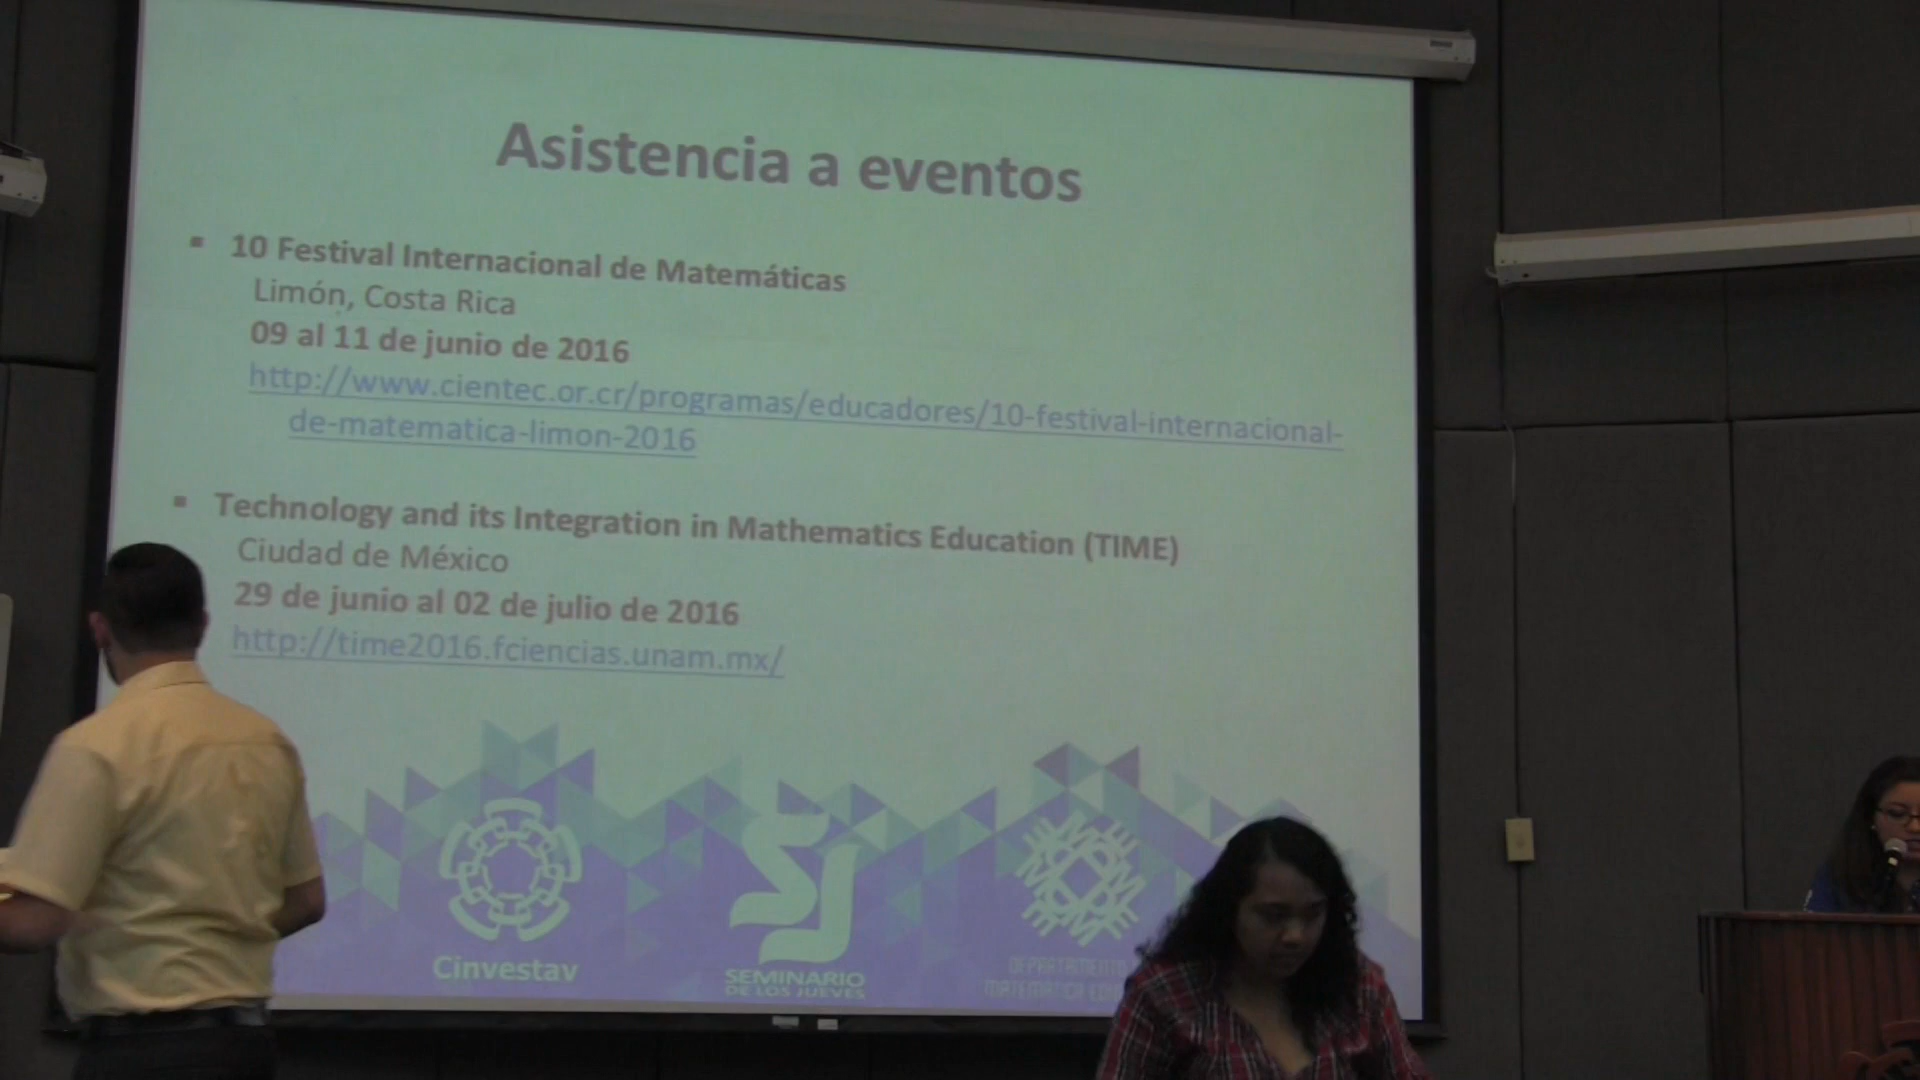 Asistencia a eventos
▪ 10 Festival Internacional de Matemáticas
Limón, Costa Rica
09 al 11 de junio de 2016
http://www.cientec.or.cr/programas/educadores/10-festival-internacional-
de-matematica-limon-2016
▪ Technology and its Integration in Mathematics Education (TIME)
Ciudad de México
29 de junio al 02 de julio de 2016
http://time2016.fciencias.unam.mx/
Cinvestav
SEMINARIO
DE LOS JUEVES
DEPARTAMENTO
MATEMÁTICA